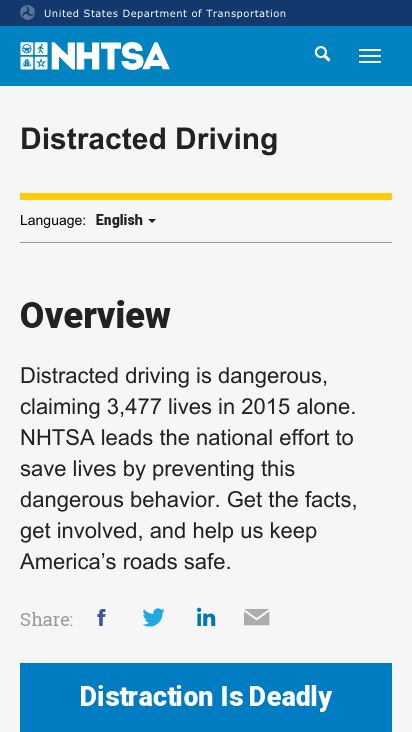 United States Department of Transportation
NHTSA
Distracted Driving
Language: English
Overview
Distracted driving is dangerous,
claiming 3,477 lives in 2015 alone.
NHTSA leads the national effort to
save lives by preventing this
dangerous behavior. Get the facts,
get involved, and help us keep
America’s roads safe.
Share:
Distraction Is Deadly